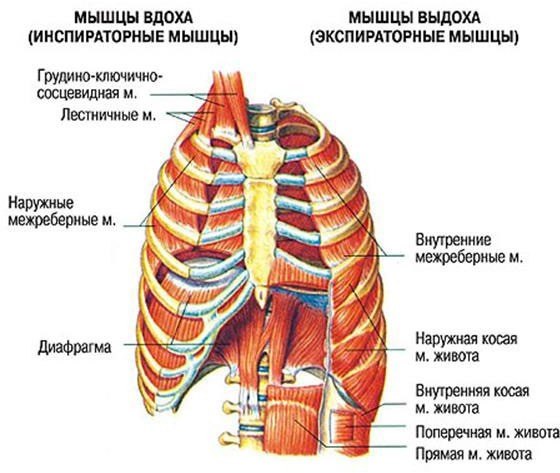 МЫШЦЫ ВДОХА
(ИНСПИРАТОРНЫЕ МЫШЦЫ)
МЫШЦЫ ВЫДОХА
(ЭКСПИРАТОРНЫЕ МЫШЦЫ)
Грудино-ключично-
сосцевидная м.
Лестничные м.
Наружные
межреберные м.
Диафрагма
Внутренние
межреберные м.
Наружная косая
м. живота
Внутренняя косая
м. живота
Поперечная м. живота
Прямая м. живота